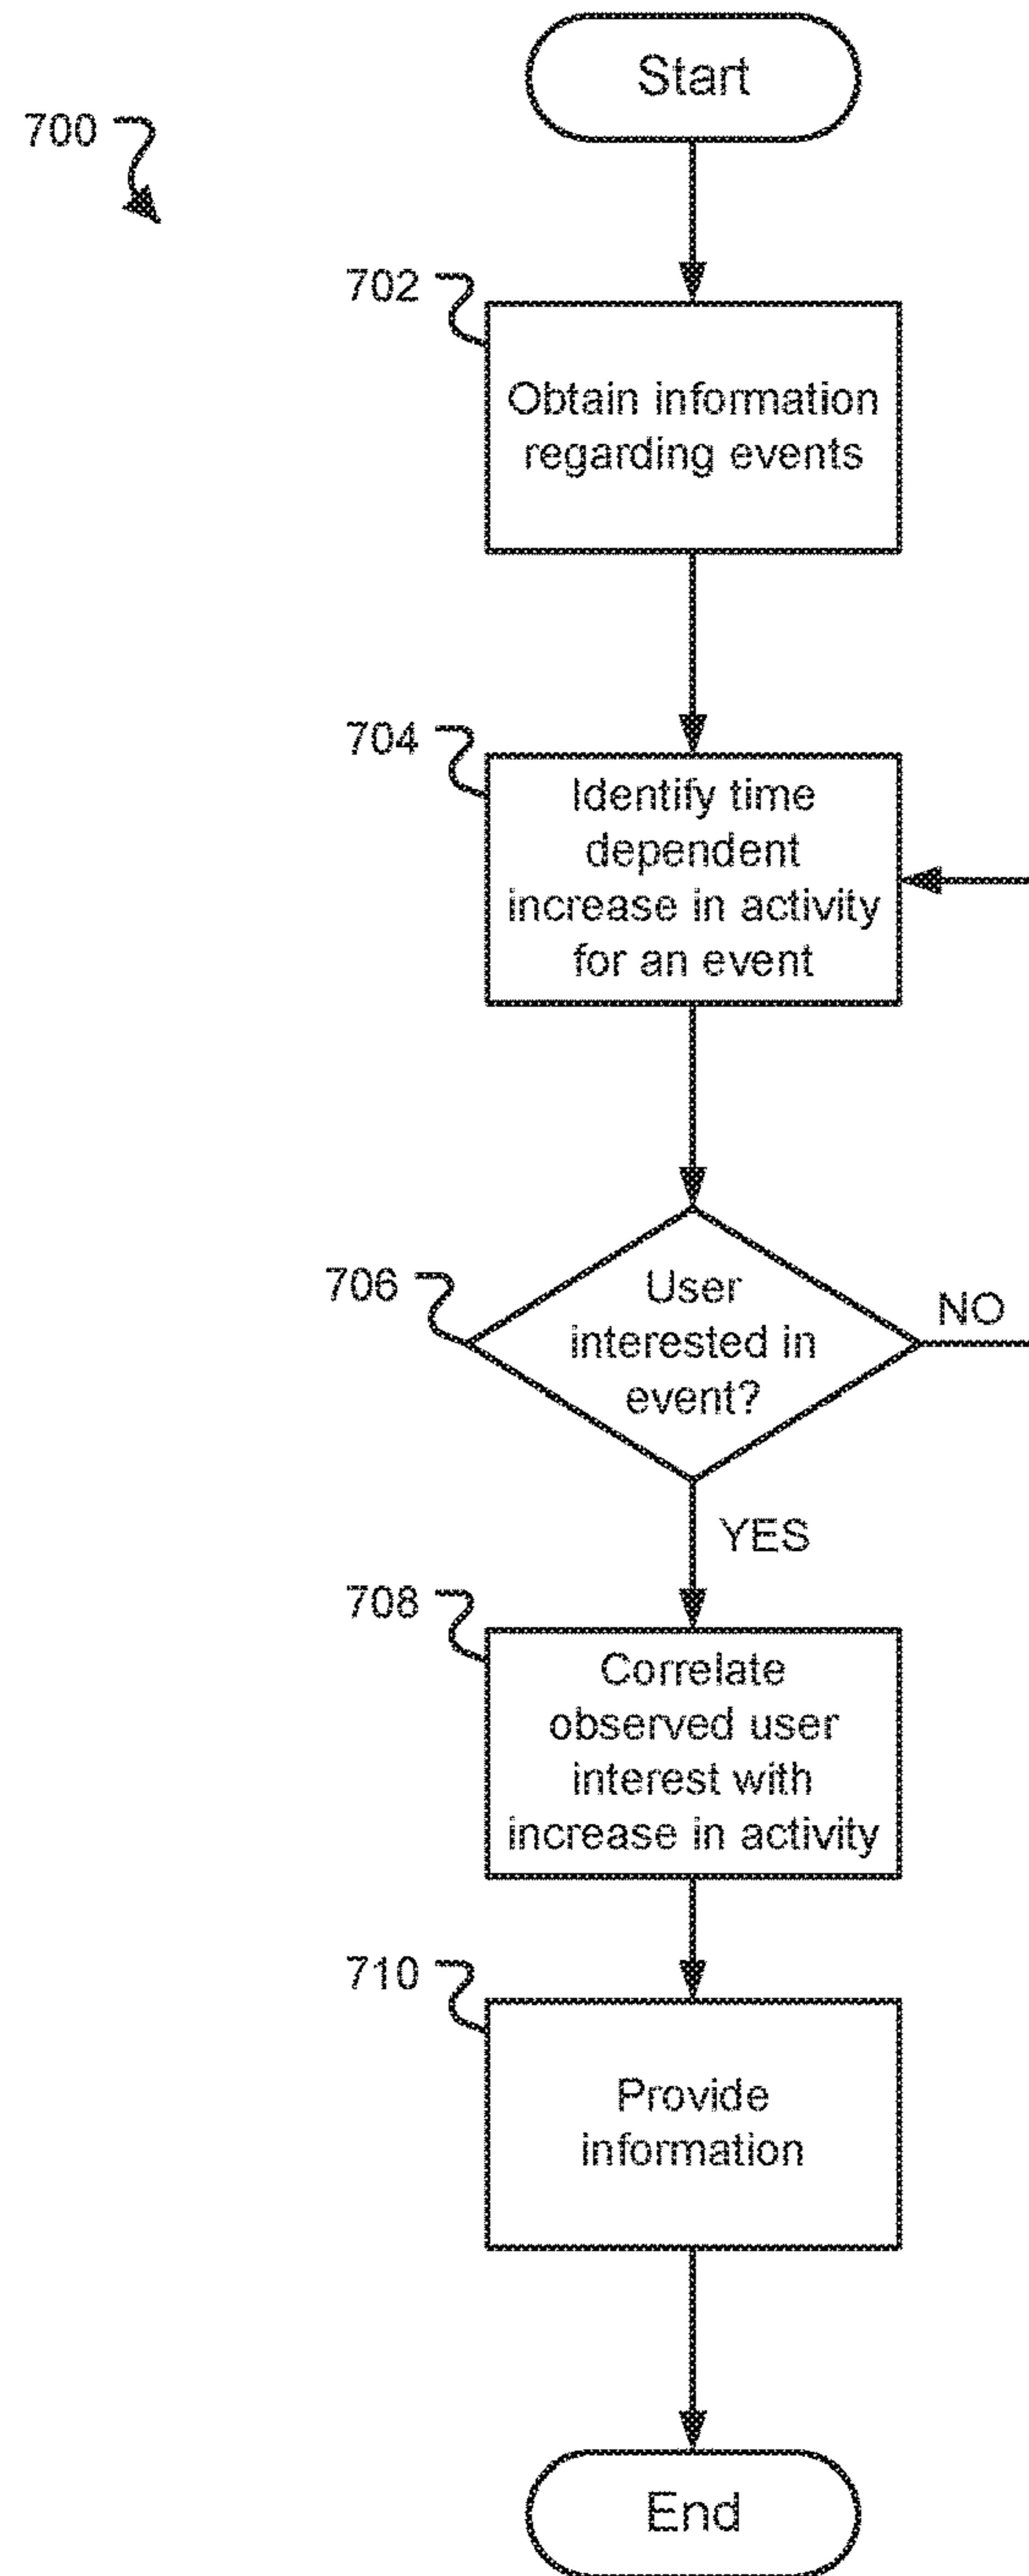 Start
700
702
Obtain information
regarding events
704
Identify time
dependent
increase in activity
for an event
706
User
interested in
event?
NO
YES
708
Correlate
observed user
interest with
increase in activity
710
Provide
information
End